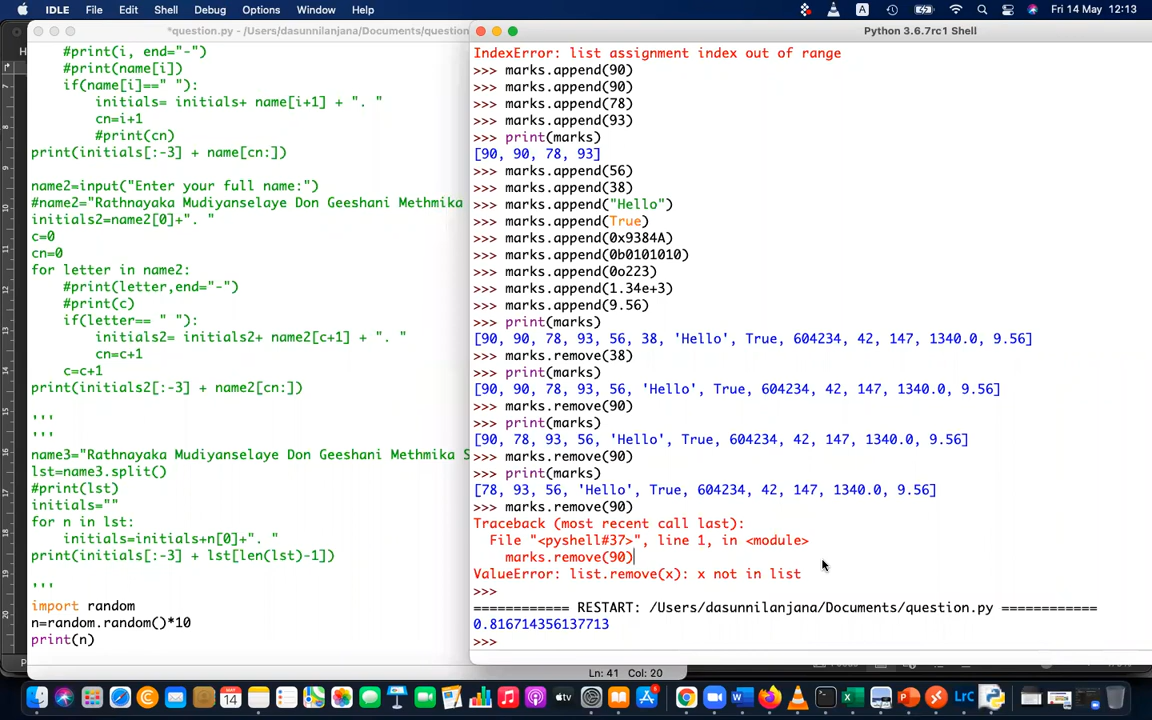 IDLE File Edit Shell Debug Options Window Help
A Fri 14 May 12:13
*question.py - /Users/dasunnilanjana/Documents/question
#print(i, end="-")
#print(name[i])
if(name[i]==" "):
initials= initials+ name[i+1] + ". "
cn=i+1
#print(cn)
print(initials[:-3] + name[cn:])
name2=input("Enter your full name:")
#name2="Rathnayaka Mudiyanselaye Don Geeshani Methmika
initials2=name2[0]+". "
c=0
cn=0
for letter in name2:
#print(letter,end="-")
#print(c)
if(letter== " "):
initials2= initials2+ name2[c+1] + ". "
cn=c+1
c=c+1
print(initials2[:-3] + name2[cn:])
'''
'''
name3="Rathnayaka Mudiyanselaye Don Geeshani Methmika S
lst=name3.split()
#print(lst)
initials=""
for n in lst:
initials=initials+n[0]+". "
print(initials[:-3] + lst[len(lst)-1])
'''
import random
n=random.random()*10
print(n)
Python 3.6.7rc1 Shell
IndexError: list assignment index out of range
>>> marks.append(90)
>>> marks.append(90)
>>> marks.append(78)
>>> marks.append(93)
>>> print(marks)
[90, 90, 78, 93]
>>> marks.append(56)
>>> marks.append(38)
>>> marks.append("Hello")
>>> marks.append(True)
>>> marks.append(0x9384A)
>>> marks.append(0b0101010)
>>> marks.append(0o223)
>>> marks.append(1.34e+3)
>>> marks.append(9.56)
>>> print(marks)
[90, 90, 78, 93, 56, 38, 'Hello', True, 604234, 42, 147, 1340.0, 9.56]
>>> marks.remove(38)
>>> print(marks)
[90, 90, 78, 93, 56, 'Hello', True, 604234, 42, 147, 1340.0, 9.56]
>>> marks.remove(90)
>>> print(marks)
[90, 78, 93, 56, 'Hello', True, 604234, 42, 147, 1340.0, 9.56]
>>> marks.remove(90)
>>> print(marks)
[78, 93, 56, 'Hello', True, 604234, 42, 147, 1340.0, 9.56]
>>> marks.remove(90)
Traceback (most recent call last):
File "<pyshell#37>", line 1, in <module>
marks.remove(90)
ValueError: list.remove(x): x not in list
>>>
============ RESTART: /Users/dasunnilanjana/Documents/question.py ============
0.816714356137713
>>>
Ln: 41 Col: 20